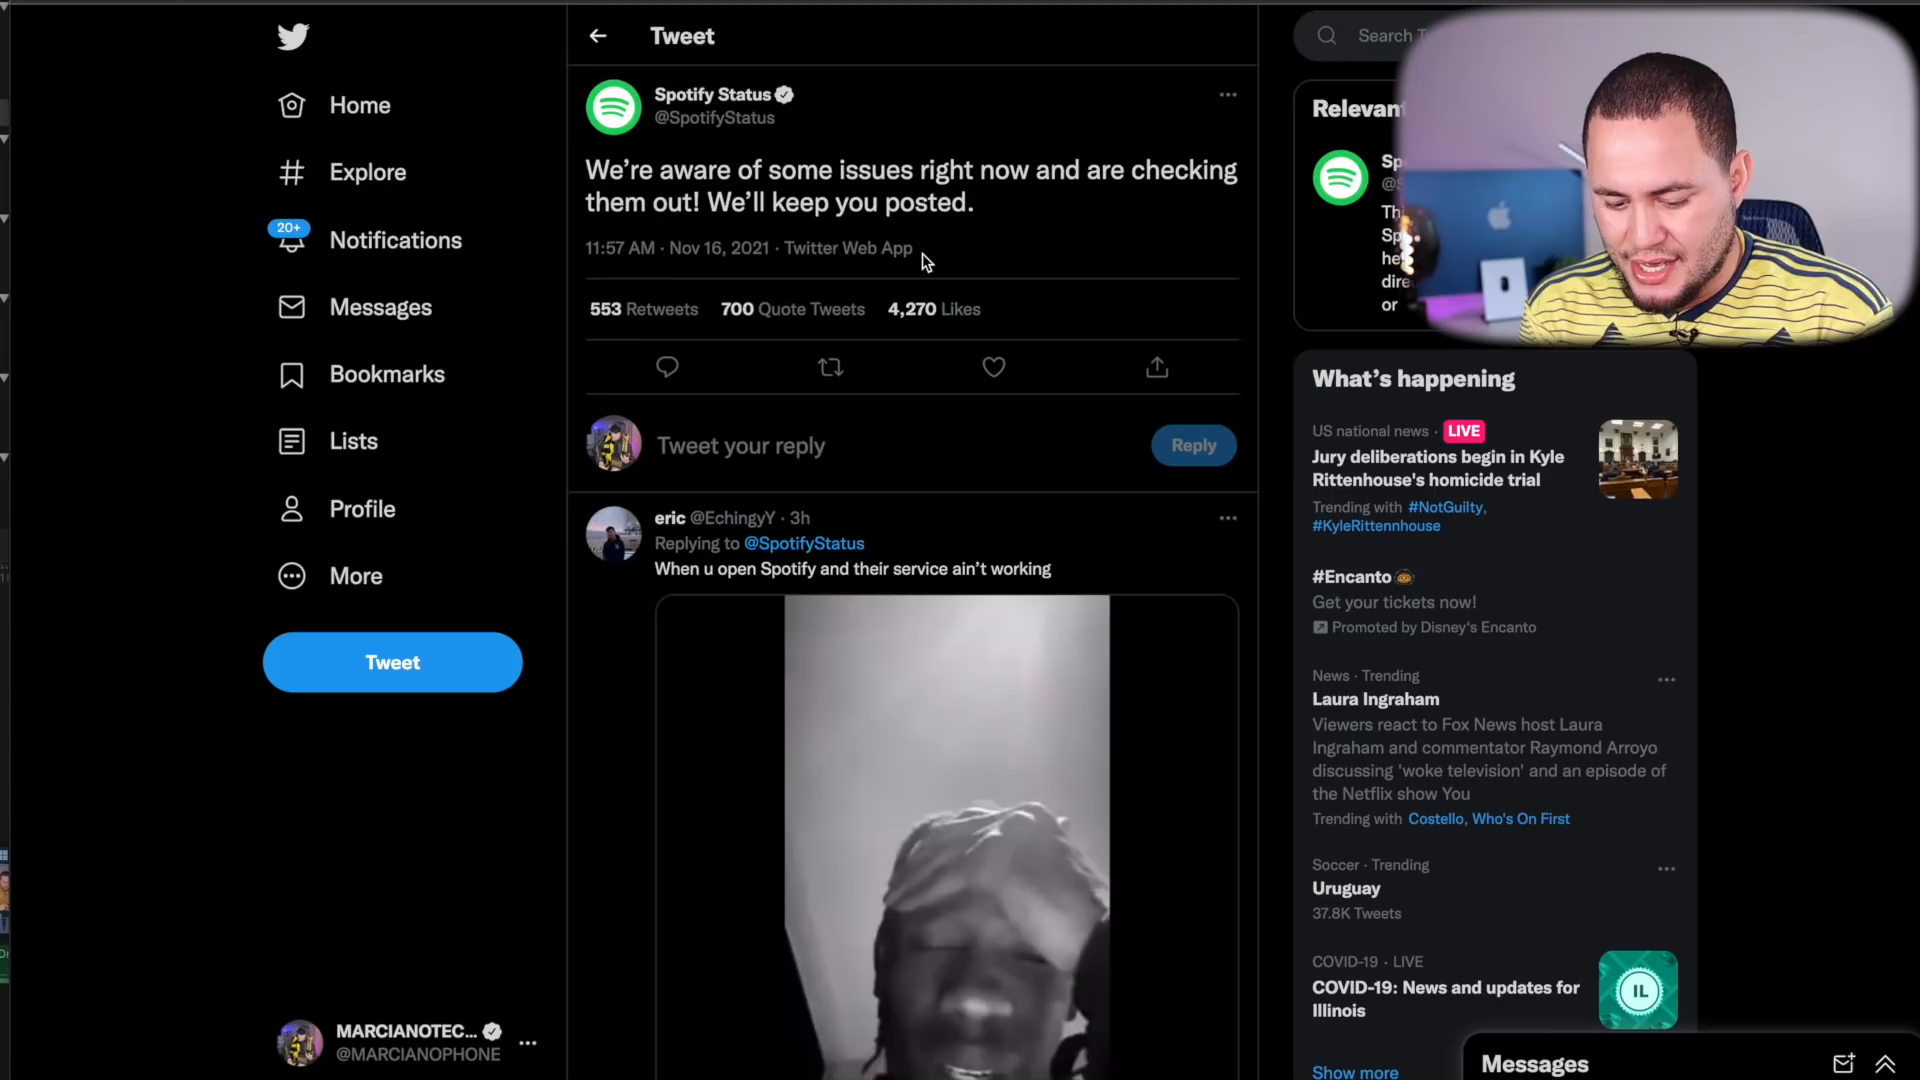 Home
Explore
20+
Notifications
Messages
Bookmarks
Lists
Profile
More
Tweet
MARCIANOTEC...
@MARCIANOPHONE
Tweet
Spotify Status
@SpotifyStatus
We’re aware of some issues right now and are checking
them out! We’ll keep you posted.
11:57 AM · Nov 16, 2021 · Twitter Web App
553 Retweets 700 Quote Tweets 4,270 Likes
Tweet your reply
Reply
eric @EchingyY · 3h
Replying to @SpotifyStatus
When u open Spotify and their service ain’t working
Search
Relevan
Sp
Sp
dire
or
What’s happening
US national news · LIVE
Jury deliberations begin in Kyle
Rittenhouse's homicide trial
Trending with #NotGuilty,
#KyleRittennhouse
#Encanto
Get your tickets now!
Promoted by Disney's Encanto
News · Trending
Laura Ingraham
Viewers react to Fox News host Laura
Ingraham and commentator Raymond Arroyo
discussing 'woke television' and an episode of
the Netflix show You
Trending with Costello, Who's On First
Soccer · Trending
Uruguay
37.8K Tweets
COVID-19 · LIVE
COVID-19: News and updates for
Illinois
IL
Show more
Messages